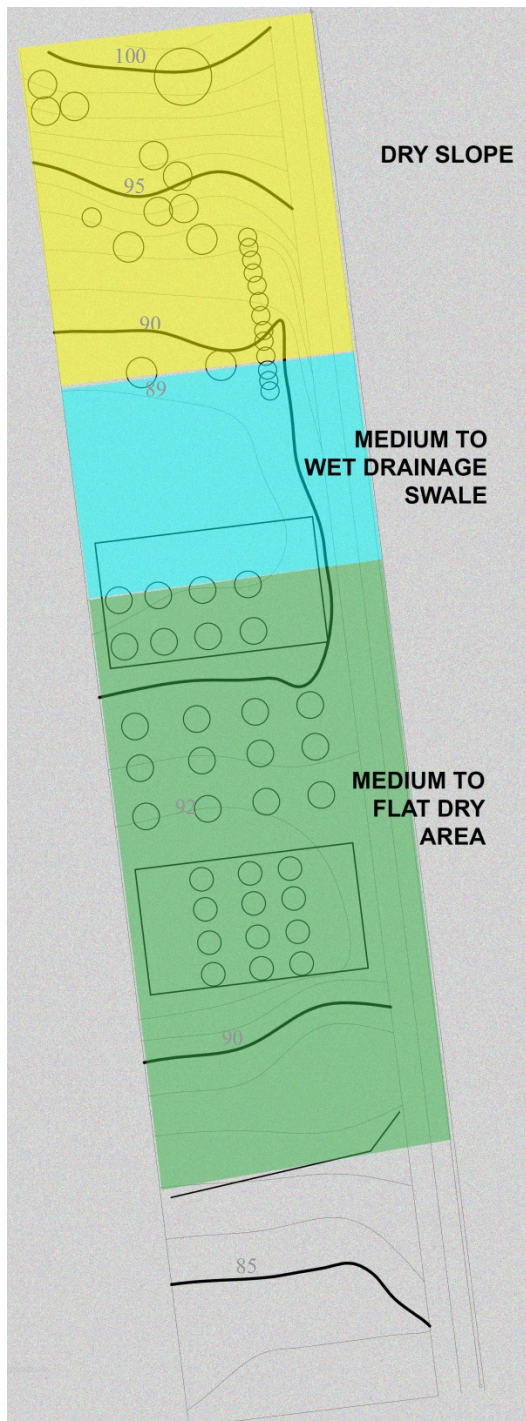 100
DRY SLOPE
95
90
89
MEDIUM TO
WET DRAINAGE
SWALE
MEDIUM TO
FLAT DRY
AREA
92
90
85